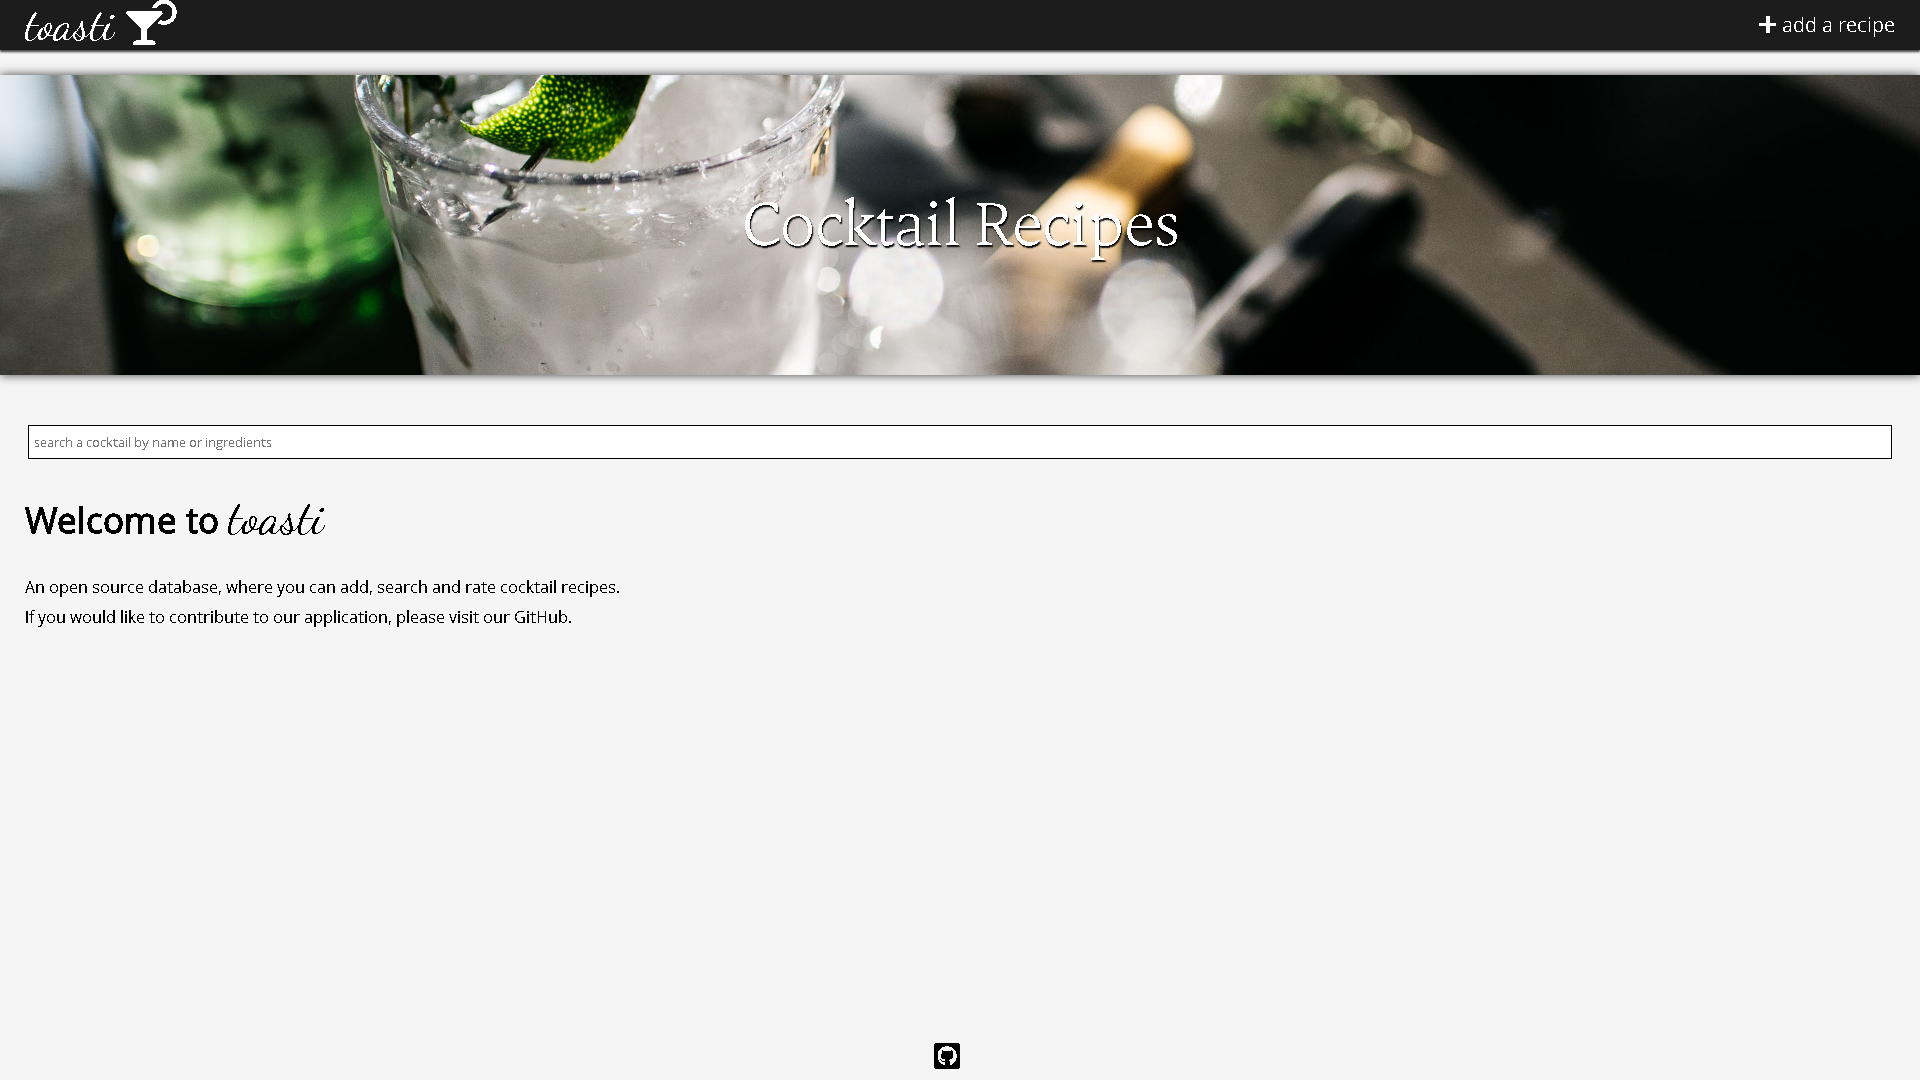 toasti
add a recipe
Cocktail Recipes
search a cocktail by name or ingredients
Welcome to toasti
An open source database, where you can add, search and rate cocktail recipes.
If you would like to contribute to our application, please visit our GitHub.